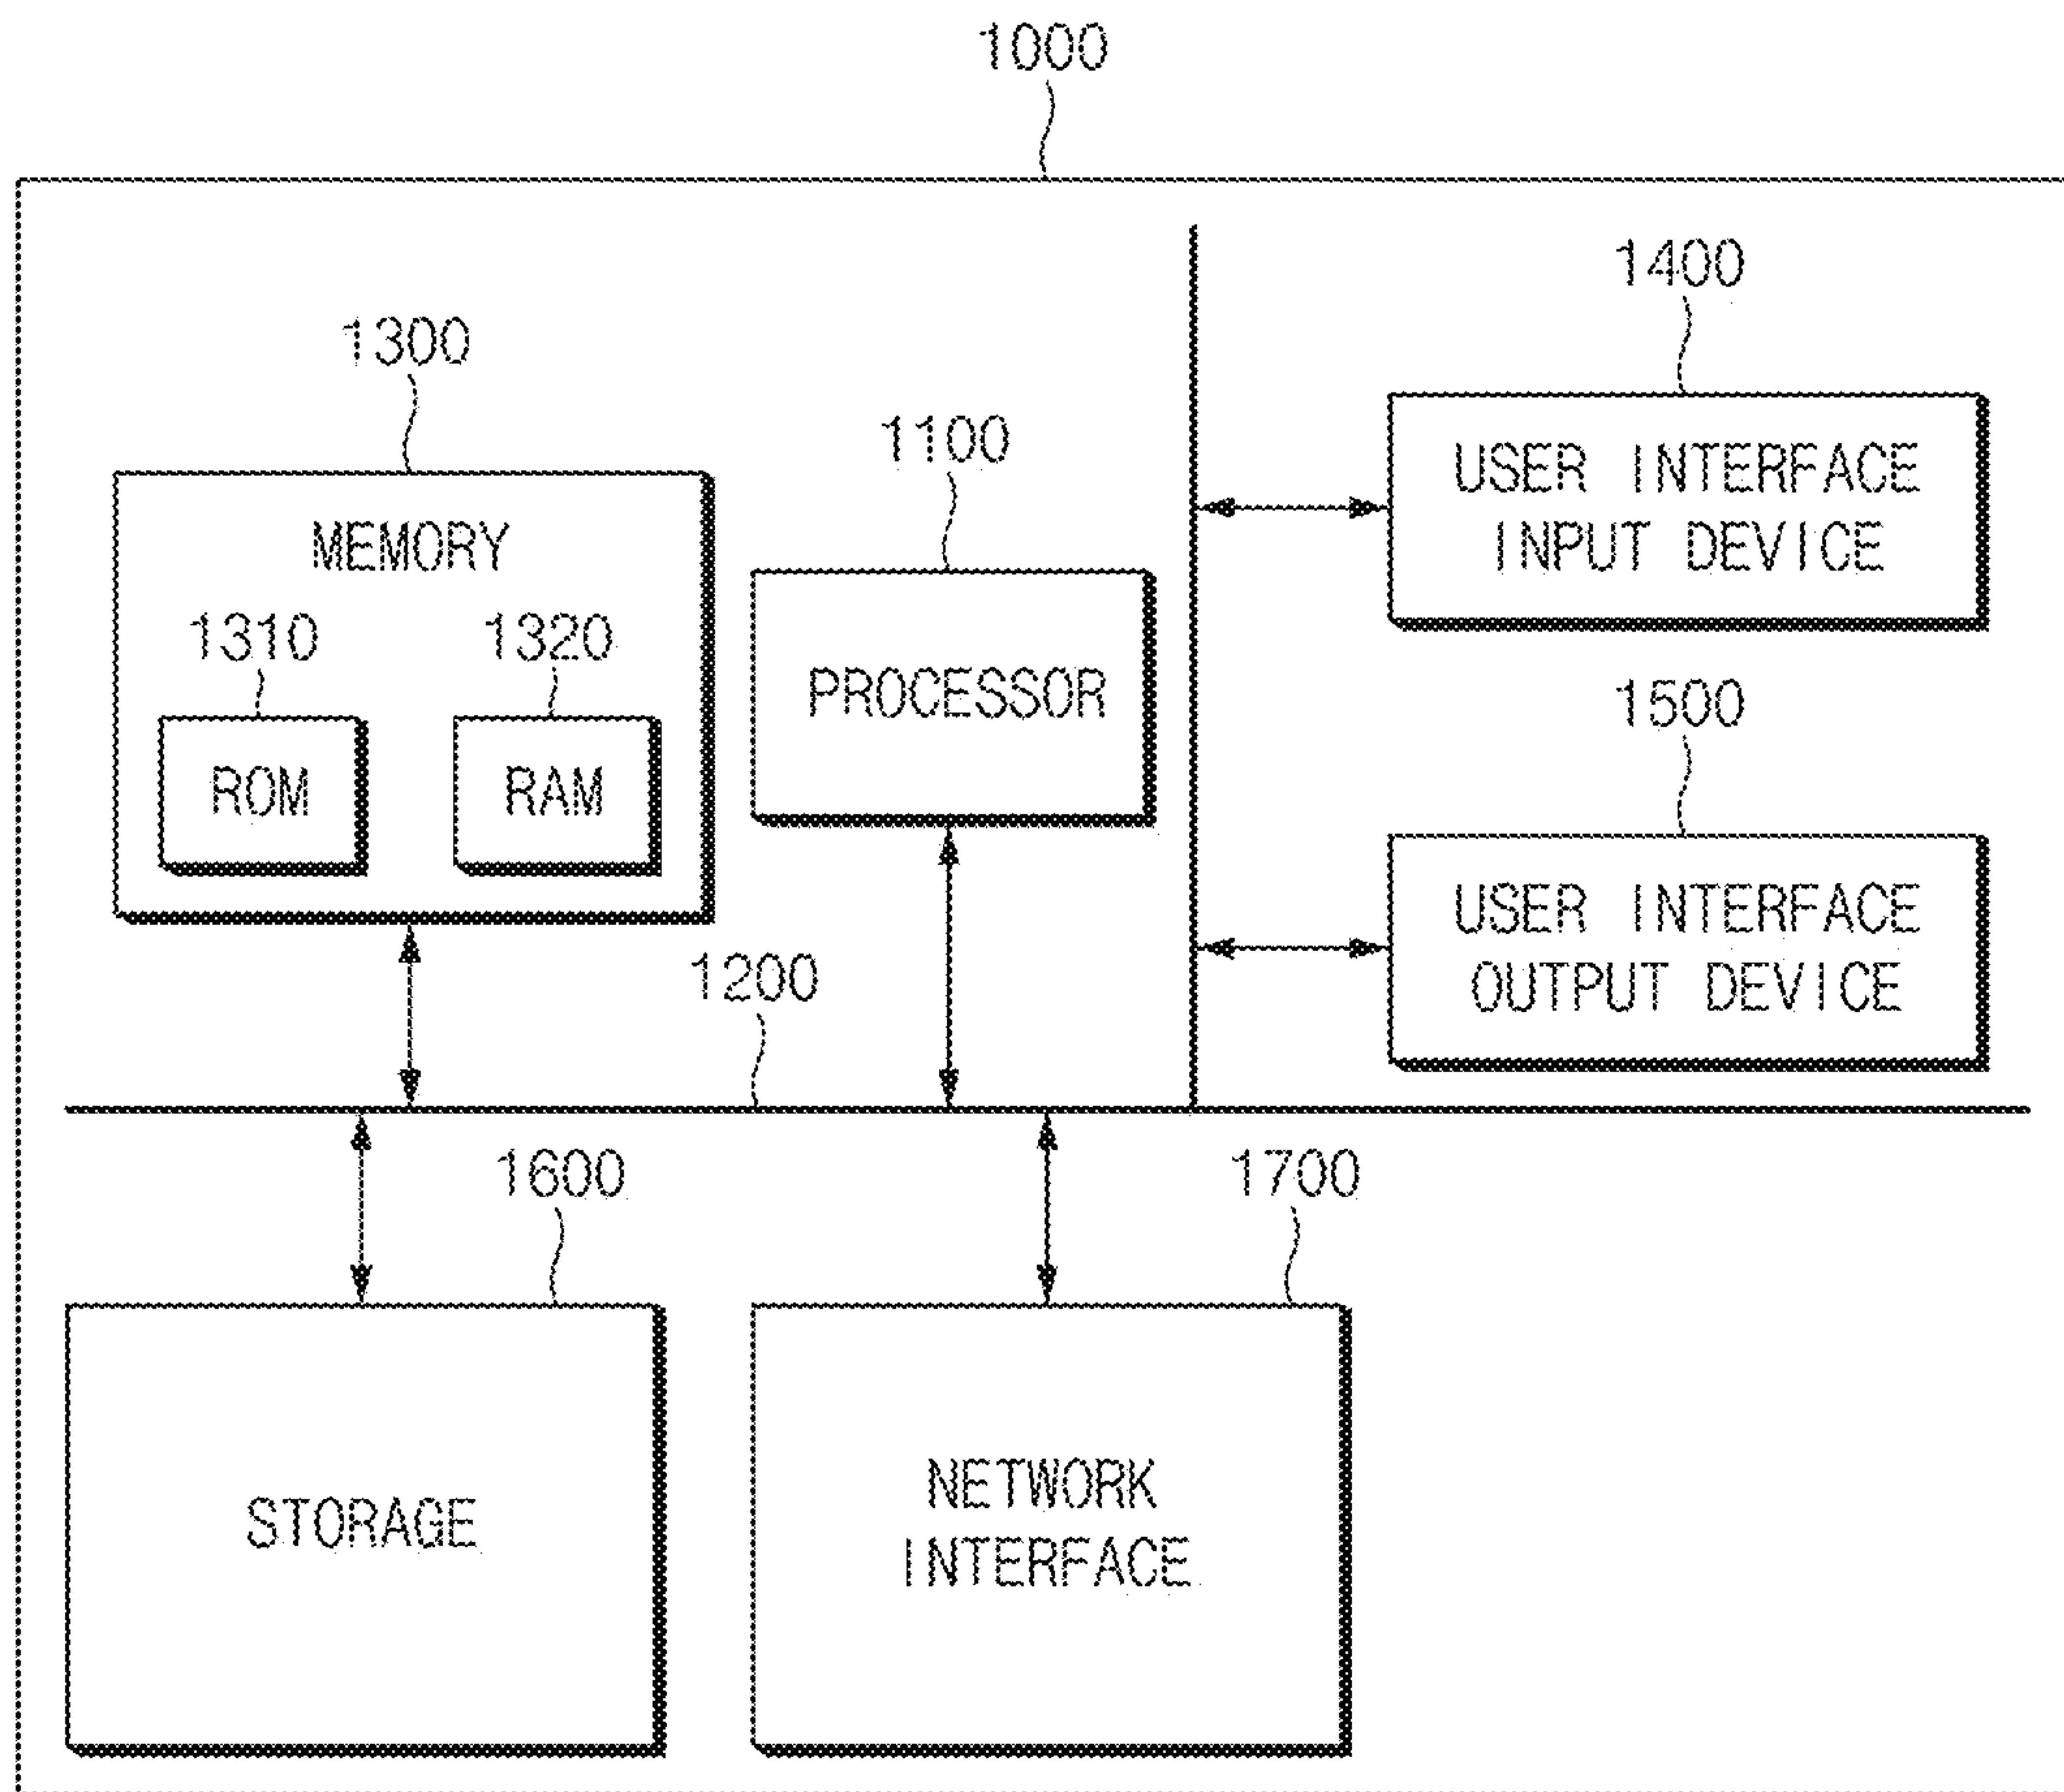 1000
1400
1300
1100
USER INTERFACE
INPUT DEVICE
MEMORY
1310
1320
PROCESSOR
1500
ROM
RAM
USER INTERFACE
OUTPUT DEVICE
1200
1600
1700
STORAGE
NETWORK
INTERFACE